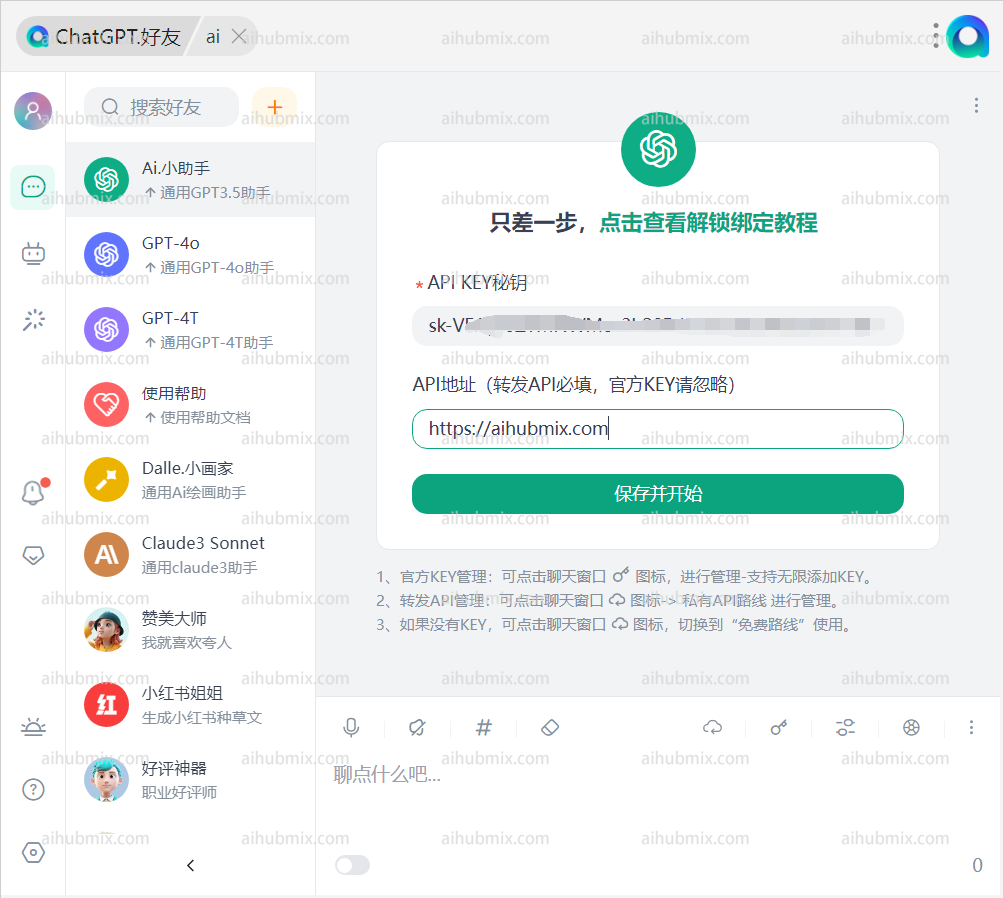 ChatGPT.好友
ai
搜索好友
Ai.小助手
通用GPT3.5助手
GPT-4o
通用GPT-4o助手
GPT-4T
通用GPT-4T助手
使用帮助
使用帮助文档
Dalle.小画家
通用Ai绘画助手
Claude3 Sonnet
通用claude3助手
赞美大师
我就喜欢夸人
红
小红书姐姐
生成小红书种草文
好评神器
职业好评师
只差一步，点击查看解锁绑定教程
* API KEY秘钥
sk-
API地址（转发API必填，官方KEY请忽略）
https://aihubmix.com
保存并开始
1、官方KEY管理：可点击聊天窗口 图标，进行管理-支持无限添加KEY。
2、转发API管理：可点击聊天窗口 图标-> 私有API路线 进行管理。
3、如果没有KEY，可点击聊天窗口 图标，切换到“免费路线”使用。
聊点什么吧...
0
aihubmix.com